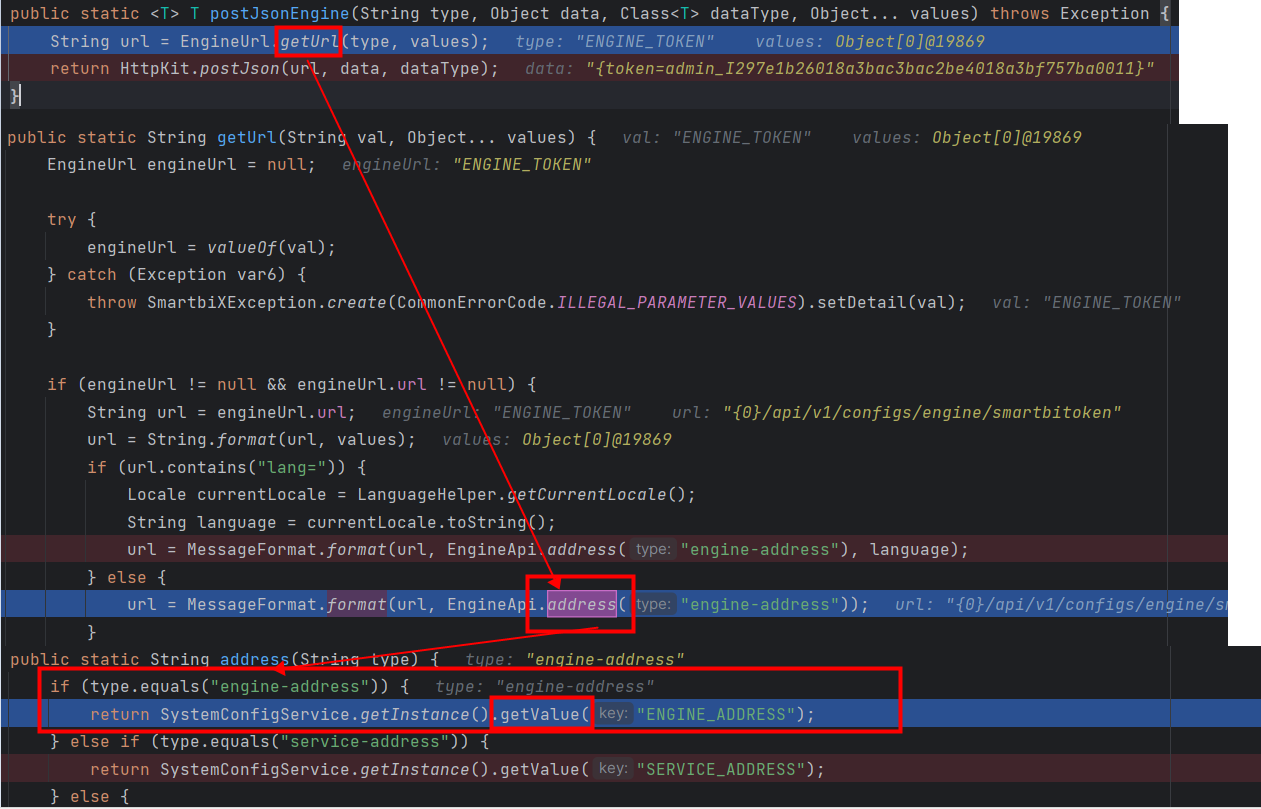 public static <T> T postJsonEngine(String type, Object data, Class<T> dataType, Object... values) throws Exception {
String url = EngineUrl.getUrl(type, values); type: "ENGINE_TOKEN" values: Object[0]@19869
return HttpKit.postJson(url, data, dataType); data: "{token=admin_I297e1b26018a3bac3bac2be4018a3bf757ba0011}"
}
public static String getUrl(String val, Object... values) { val: "ENGINE_TOKEN" values: Object[0]@19869
EngineUrl engineUrl = null; engineUrl: "ENGINE_TOKEN"
try {
engineUrl = valueOf(val);
} catch (Exception var6) {
throw SmartbiXException.create(CommonErrorCode.ILLEGAL_PARAMETER_VALUES).setDetail(val); val: "ENGINE_TOKEN"
}
if (engineUrl != null && engineUrl.url != null) {
String url = engineUrl.url; engineUrl: "ENGINE_TOKEN" url: "{0}/api/v1/configs/engine/smartbitoken"
url = String.format(url, values); values: Object[0]@19869
if (url.contains("lang=")) {
Locale currentLocale = LanguageHelper.getCurrentLocale();
String language = currentLocale.toString();
url = MessageFormat.format(url, EngineApi.address( type: "engine-address"), language);
} else {
url = MessageFormat.format(url, EngineApi.address( type: "engine-address")); url: "{0}/api/v1/configs/engine/s
}
public static String address(String type) { type: "engine-address"
if (type.equals("engine-address")) { type: "engine-address"
return SystemConfigService.getInstance().getValue( key: "ENGINE_ADDRESS");
} else if (type.equals("service-address")) {
return SystemConfigService.getInstance().getValue( key: "SERVICE_ADDRESS");
} else {